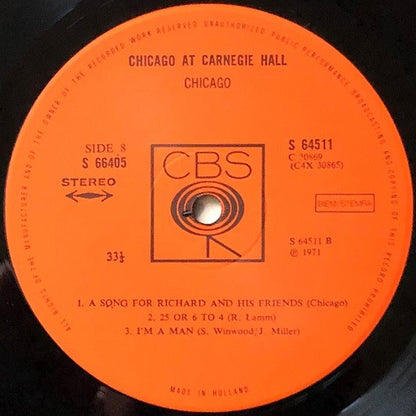 ALL RIGHTS OF THE MANUFACTURER AND OF THE OWNER OF THE RECORDED WORK RESERVED UNAUTHORIZED PUBLIC PERFORMANCE, BROADCASTING AND COPYING OF THIS RECORD PROHIBITED
CHICAGO AT CARNEGIE HALL
CHICAGO
SIDE 8
S 66405
STEREO
33⅓
CBS
S 64511
C 30869
(C4X 30865)
BIEM/STEMRA
S 64511 B
℗ 1971
1. A SONG FOR RICHARD AND HIS FRIENDS (Chicago)
2. 25 OR 6 TO 4 (R. Lamm)
3. I'M A MAN (S. Winwood/J. Miller)
MADE IN HOLLAND